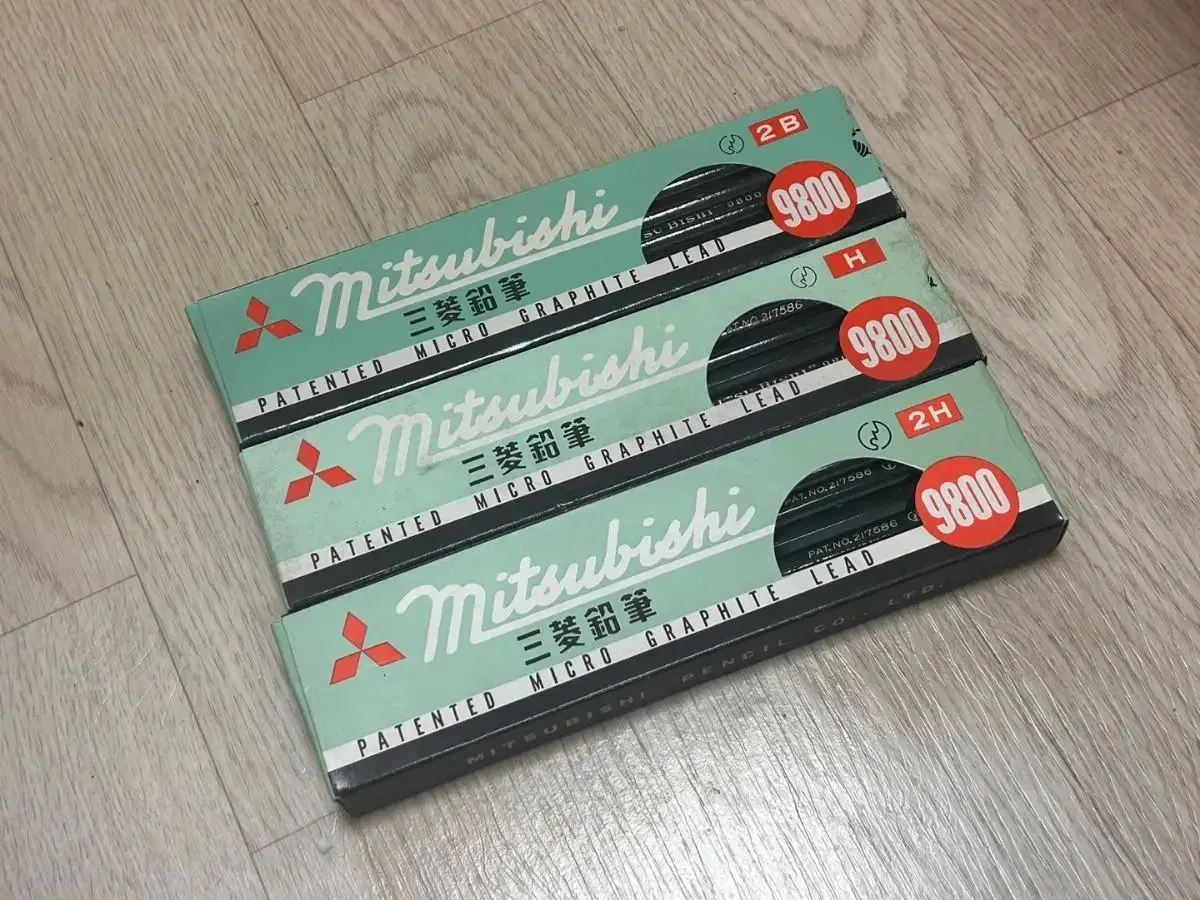 2B
Mitsubishi
9800
BISHI" 9800
三菱鉛筆
PATENTED MICRO GRAPHITE LEAD
H
Mitsubishi
9800
PAT.NO.217586
三菱鉛筆
PATENTED MICRO GRAPHITE LEAD
2H
Mitsubishi
9800
PAT.NO.217586
PAT.NO.217586
三菱鉛筆
PATENTED MICRO GRAPHITE LEAD
MITSUBISHI PENCIL CO., LTD.